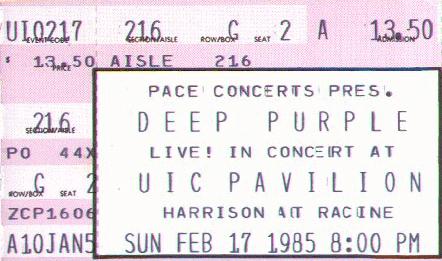 UI0217 216 G 2 A 13.50
EVENT CODE SECTION/AISLE ROW/BOX SEAT ADMISSION
$ 13.50 AISLE 216
PRICE
PACE CONCERTS PRES.
216 DEEP PURPLE
SECTION/AISLE
PO 44X LIVE! IN CONCERT AT
G 2 UIC PAVILION
ROW/BOX SEAT
ZCP1606 HARRISON AT RACINE
A10JAN5 SUN FEB 17 1985 8:00 PM